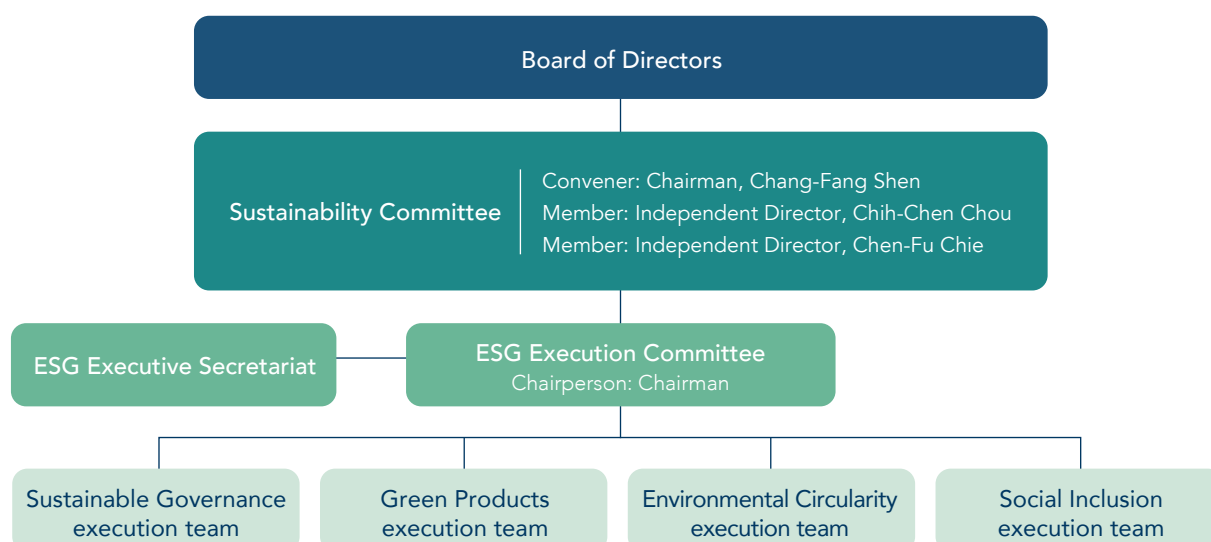 Board of Directors
Sustainability Committee
Convener: Chairman, Chang-Fang Shen
Member: Independent Director, Chih-Chen Chou
Member: Independent Director, Chen-Fu Chie
ESG Executive Secretariat
ESG Execution Committee
Chairperson: Chairman
Sustainable Governance
execution team
Green Products
execution team
Environmental Circularity
execution team
Social Inclusion
execution team